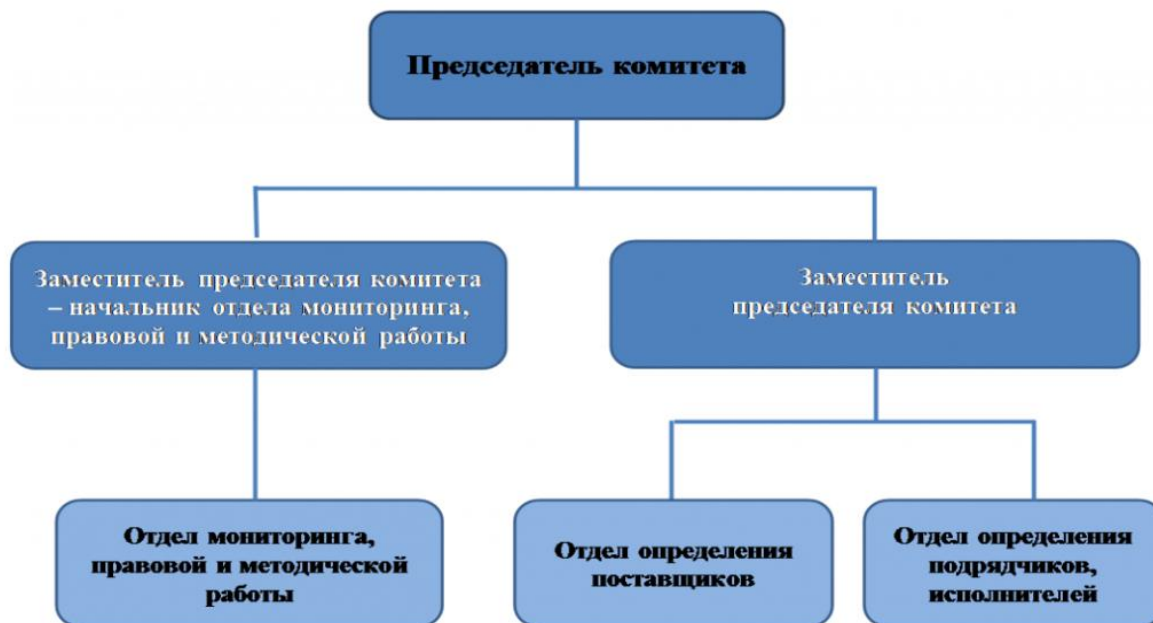 Председатель комитета
Заместитель председателя комитета
– начальник отдела мониторинга,
правовой и методической работы
Заместитель
председателя комитета
Отдел мониторинга,
правовой и методической
работы
Отдел определения
поставщиков
Отдел определения
подрядчиков,
исполнителей